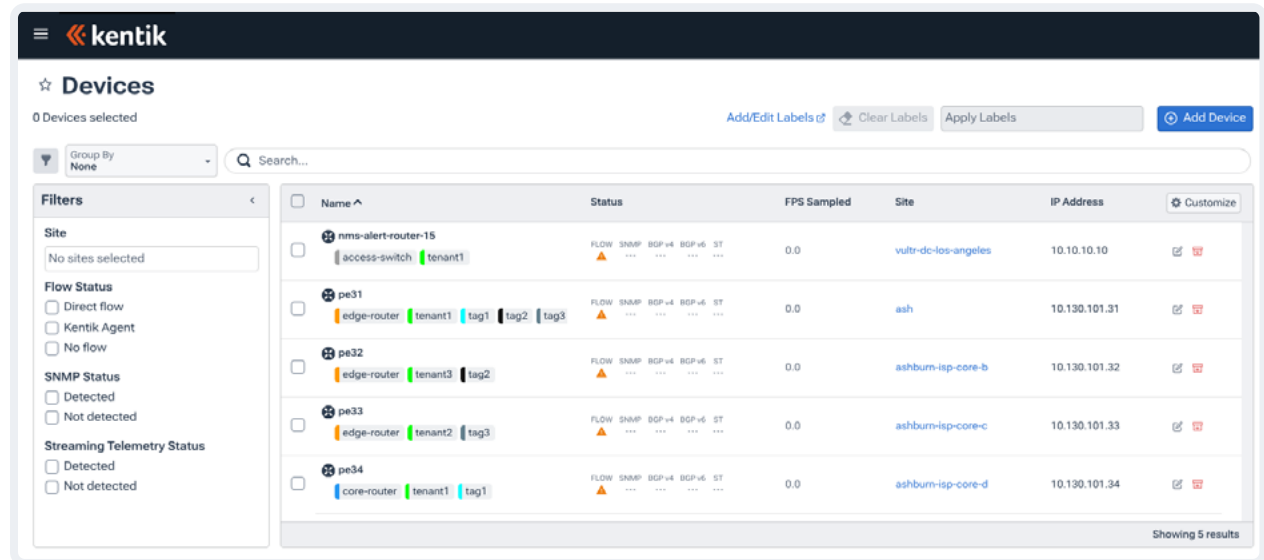 kentik
Devices
0 Devices selected
Add/Edit Labels Clear Labels Apply Labels Add Device
Group By
None
Search...
Filters
Site
No sites selected
Flow Status
Direct flow
Kentik Agent
No flow
SNMP Status
Detected
Not detected
Streaming Telemetry Status
Detected
Not detected
Name Status FPS Sampled Site IP Address Customize
nms-alert-router-15
access-switch tenant1
FLOW SNMP BGP v4 BGP v6 ST
0.0 vultr-dc-los-angeles 10.10.10.10
pe31
edge-router tenant1 tag1 tag2 tag3
FLOW SNMP BGP v4 BGP v6 ST
0.0 ash 10.130.101.31
pe32
edge-router tenant3 tag2
FLOW SNMP BGP v4 BGP v6 ST
0.0 ashburn-isp-core-b 10.130.101.32
pe33
edge-router tenant2 tag3
FLOW SNMP BGP v4 BGP v6 ST
0.0 ashburn-isp-core-c 10.130.101.33
pe34
core-router tenant1 tag1
FLOW SNMP BGP v4 BGP v6 ST
0.0 ashburn-isp-core-d 10.130.101.34
Showing 5 results